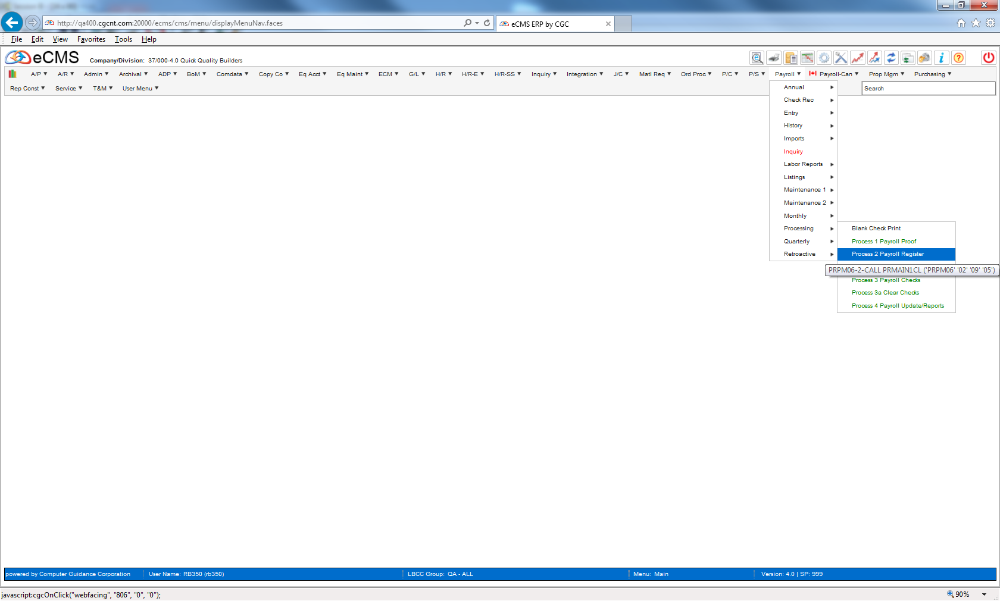 http://qa400.cgcnt.com:20000/ecms/cms/menu/displayMenuNav.faces
eCMS ERP by CGC
File Edit View Favorites Tools Help
eCMS Company/Division: 37/000-4.0 Quick Quality Builders
A/P A/R Admin Archival ADP BoM Comdata Copy Co Eq Acct Eq Maint ECM G/L H/R H/R-E H/R-SS Inquiry Integration J/C Matl Req Ord Proc P/C P/S Payroll Payroll-Can Prop Mgm Purchasing
Rep Const Service T&M User Menu Search
Annual
Check Rec
Entry
History
Imports
Inquiry
Labor Reports
Listings
Maintenance 1
Maintenance 2
Monthly
Processing
Quarterly
Retroactive
Blank Check Print
Process 1 Payroll Proof
Process 2 Payroll Register
PRPM06-2-CALL PRMAIN1CL ('PRPM06' '02' '09' '05')
Process 3 Payroll Checks
Process 3a Clear Checks
Process 4 Payroll Update/Reports
powered by Computer Guidance Corporation User Name: RB350 (rb350) LBCC Group: QA - ALL Menu: Main Version: 4.0 | SP: 999
javascript:cgcOnClick("webfacing", "806", "0", "0"); 90%